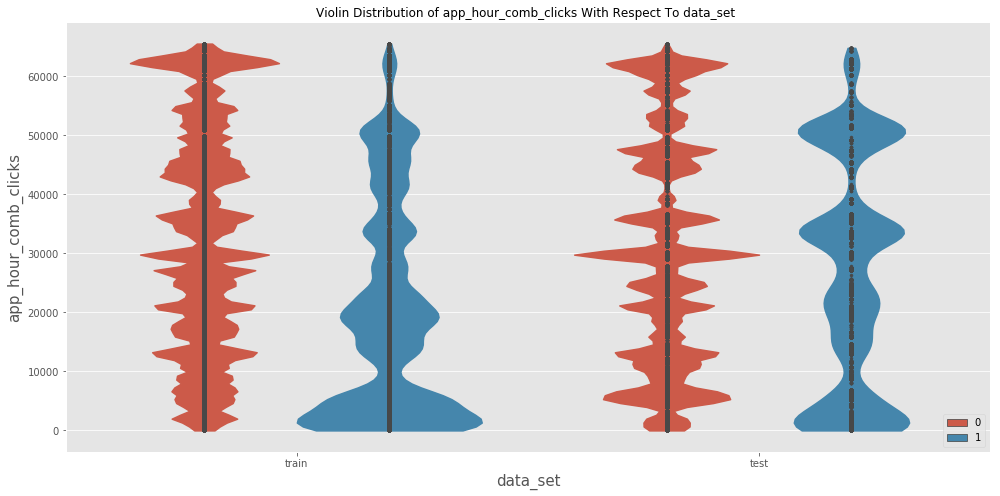 Violin Distribution of app_hour_comb_clicks With Respect To data_set
app_hour_comb_clicks
60000
50000
40000
30000
20000
10000
0
train
test
data_set
0
1